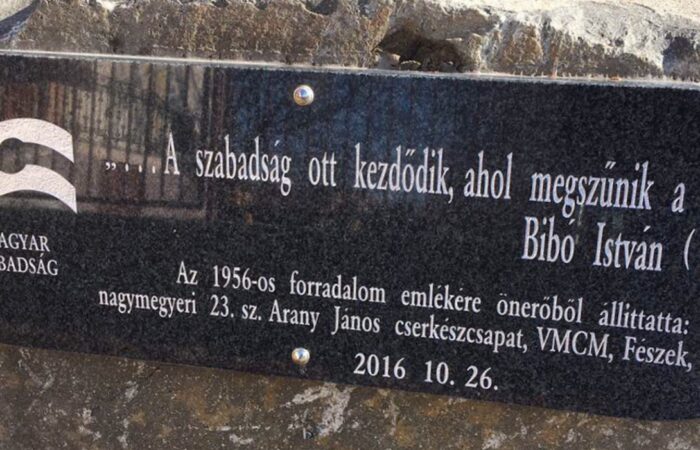 „...A szabadság ott kezdődik, ahol megszűnik a
Bibó István (
AGYAR
BADSÁG
Az 1956-os forradalom emlékére önerőből állíttatta:
nagymegyeri 23. sz. Arany János cserkészcsapat, VMCM, Fészek,
2016 10. 26.